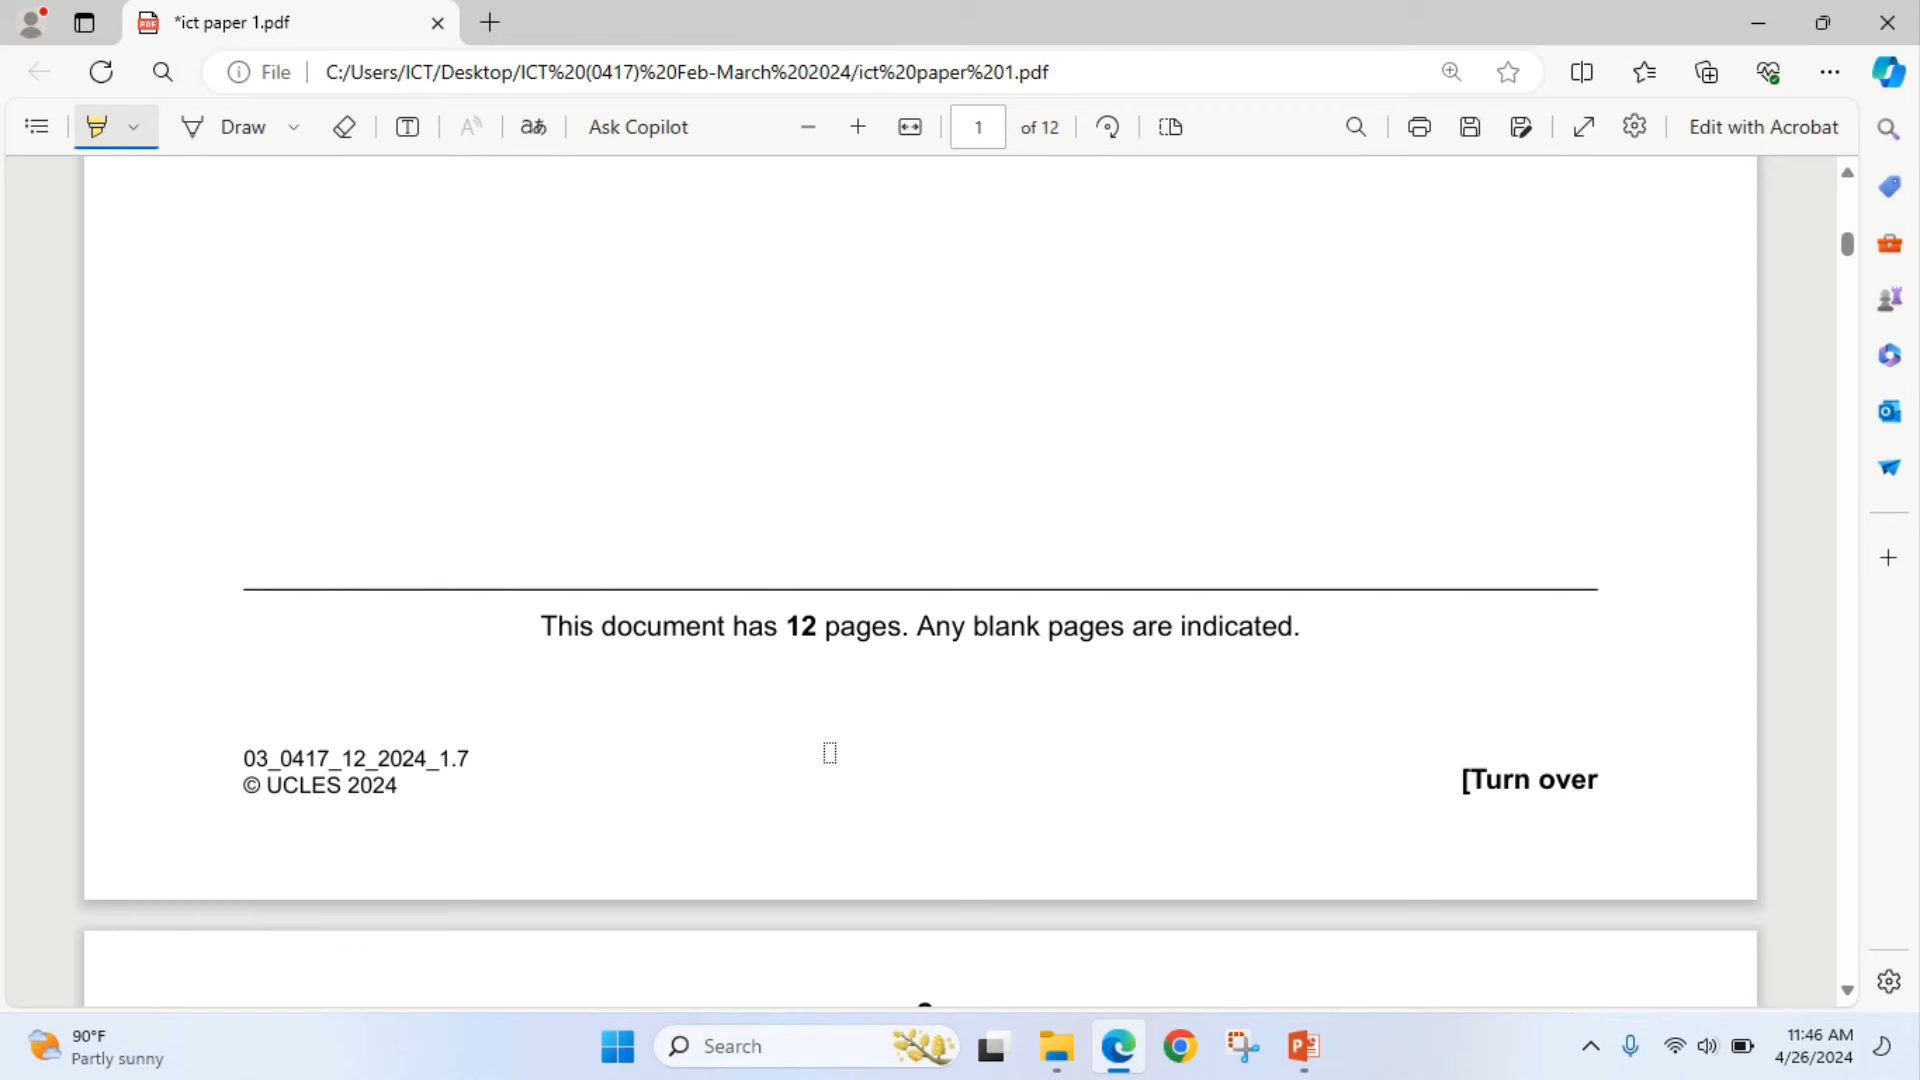 *ict paper 1.pdf
File
C:/Users/ICT/Desktop/ICT%20(0417)%20Feb-March%202024/ict%20paper%201.pdf
Draw
Ask Copilot
1
of 12
Edit with Acrobat
This document has 12 pages. Any blank pages are indicated.
03_0417_12_2024_1.7
© UCLES 2024
[Turn over
90°F
Partly sunny
Search
11:46 AM
4/26/2024